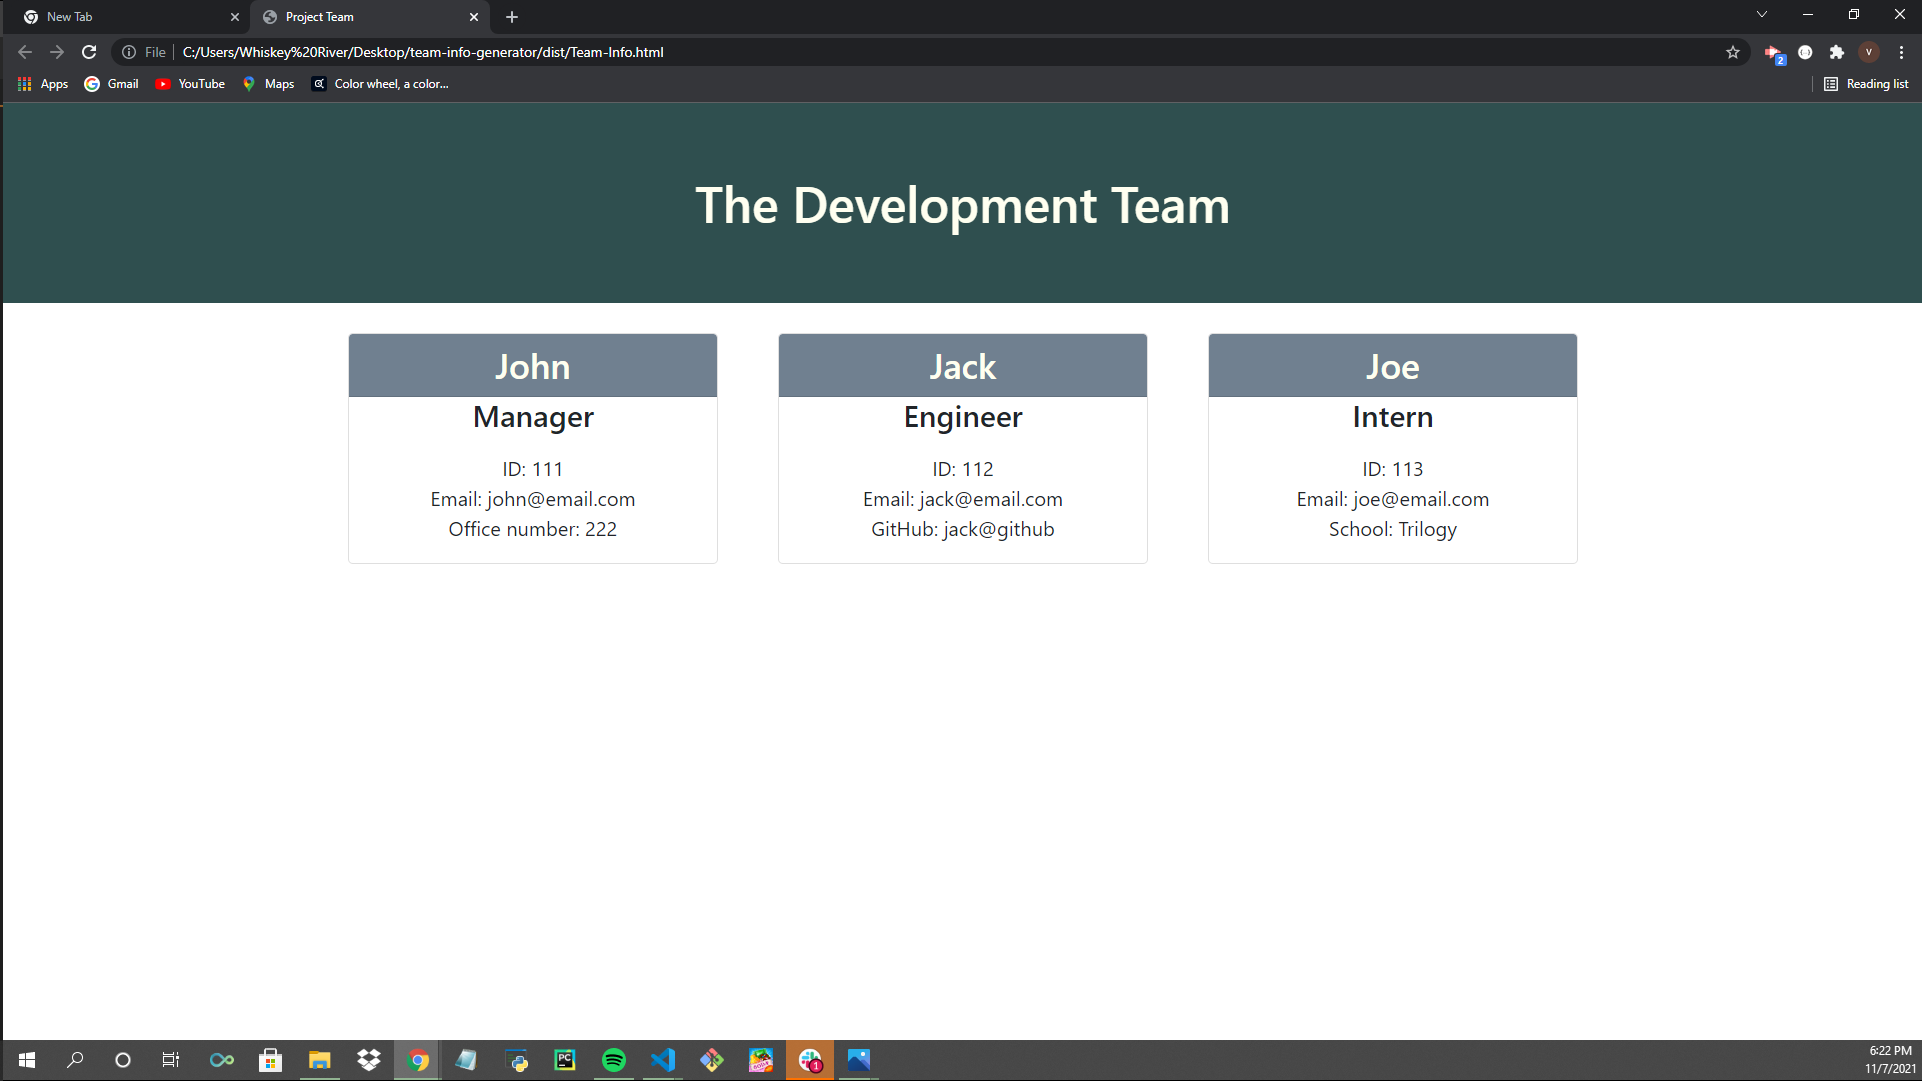 New Tab
Project Team
File
C:/Users/Whiskey%20River/Desktop/team-info-generator/dist/Team-Info.html
2
V
Apps
Gmail
YouTube
Maps
Color wheel, a color...
Reading list
The Development Team
John
Manager
ID: 111
Email: john@email.com
Office number: 222
Jack
Engineer
ID: 112
Email: jack@email.com
GitHub: jack@github
Joe
Intern
ID: 113
Email: joe@email.com
School: Trilogy
PC
1
6:22 PM
11/7/2021